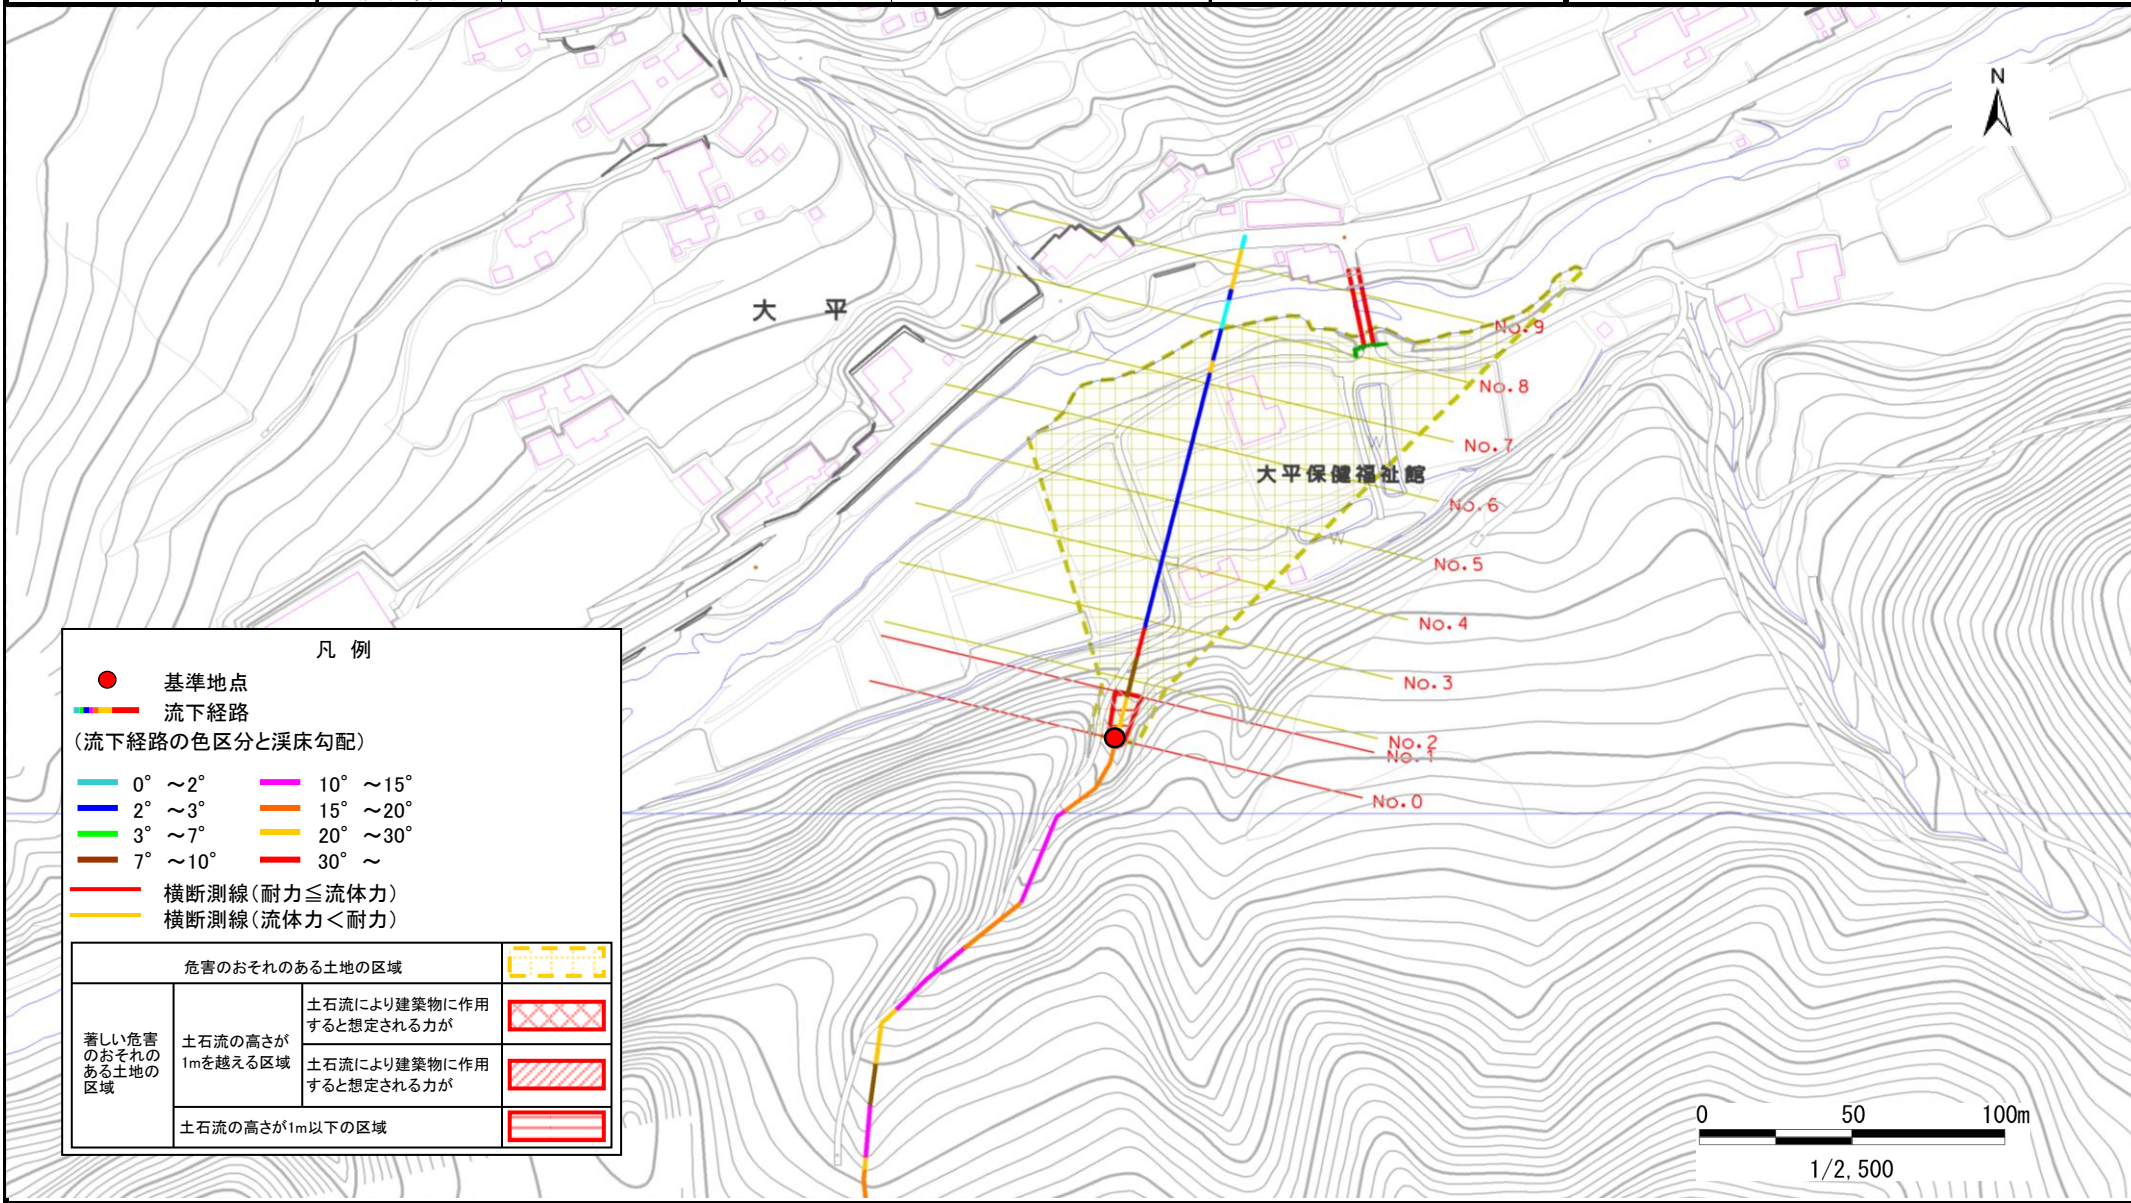 N
大平
No.9
No.8
No.7
大平保健福祉館
W
No.6
W
No.5
No.4
No.3
No.2
No.1
No.0
凡 例
基準地点
流下経路
(流下経路の色区分と渓床勾配)
0° ～2° 10° ～15°
2° ～3° 15° ～20°
3° ～7° 20° ～30°
7° ～10° 30° ～
横断測線(耐力≦流体力)
横断測線(流体力＜耐力)
危害のおそれのある土地の区域
著しい危害
のおそれの
ある土地の
区域
土石流の高さが
1mを越える区域
土石流により建築物に作用
すると想定される力が
土石流により建築物に作用
すると想定される力が
土石流の高さが1m以下の区域
0 50 100m
1/2,500